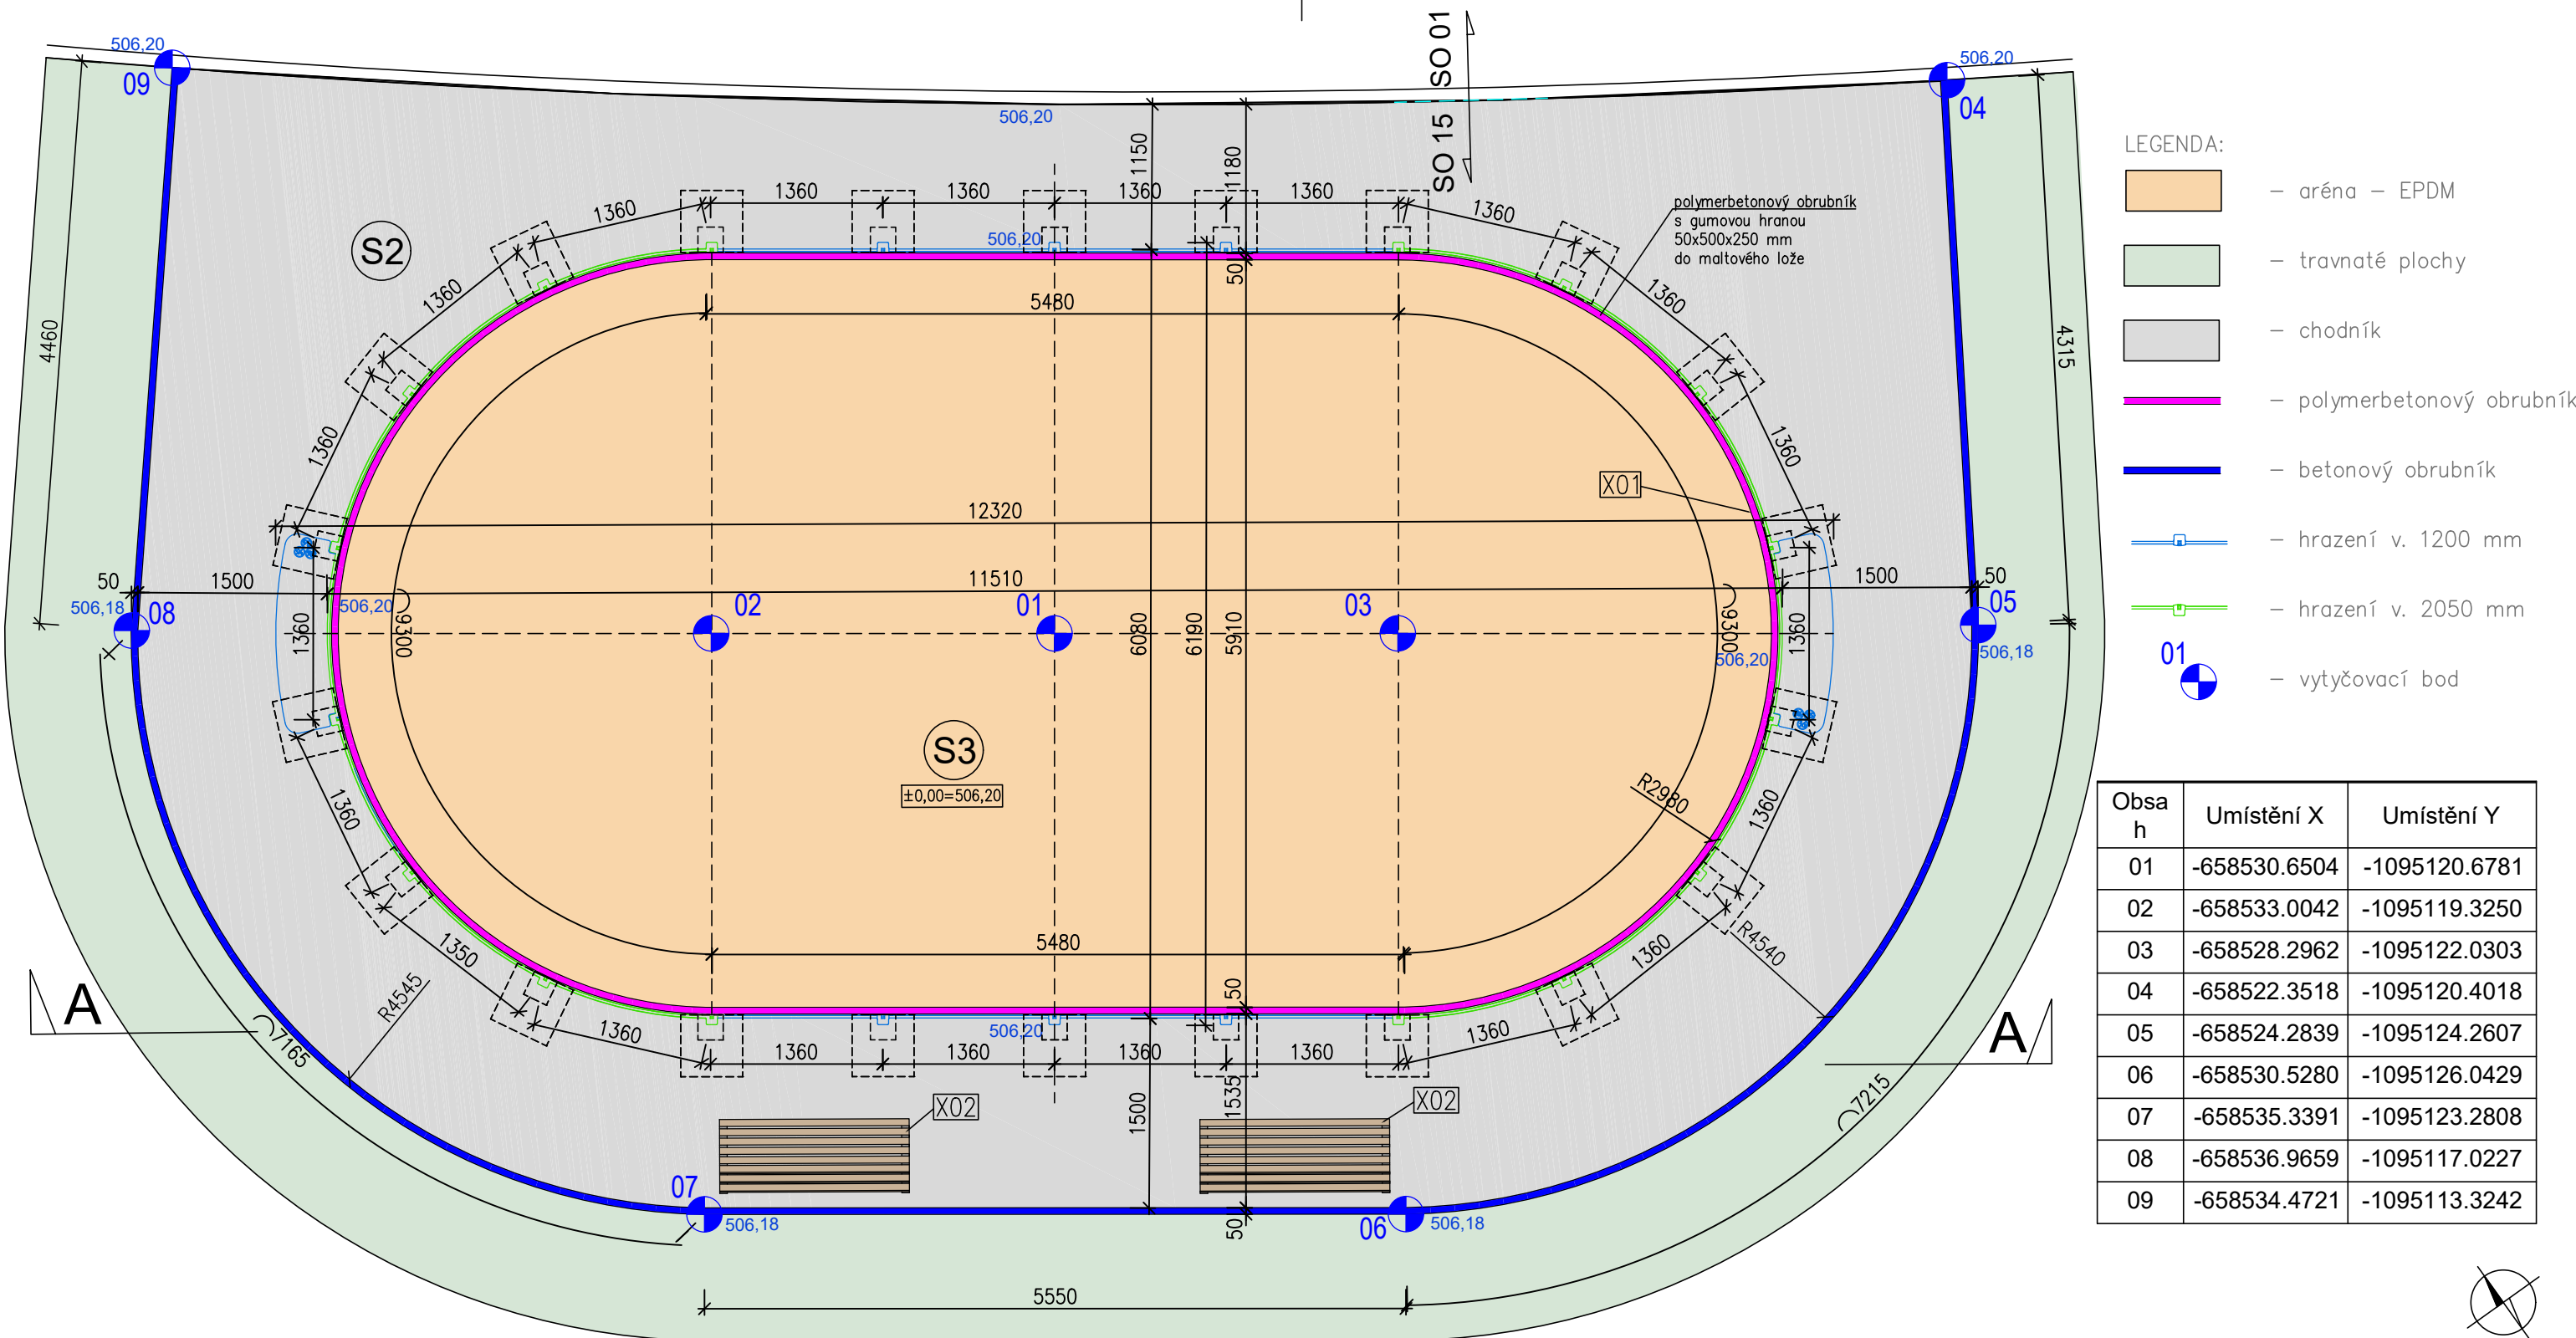 SO 01
SO 15
506,20
09
506,20
04
506,20
1150
1180
1360
1360
1360
1360
1360
1360
polymerbetonový obrubník
s gumovou hranou
50x500x250 mm
do maltového lože
S2
506,20
50
1360
1360
5480
4460
4315
1360
1360
X01
12320
50
1500
11510
1500
50
506,18
08
506,20
9300
02
01
03
9300
05
1360
6080
6190
5910
1360
506,20
506,18
S3
±0,00=506,20
R2980
1360
1360
1350
5480
1360
R4540
R4545
50
A
A
1360
506,20
1360
1360
1360
1360
1360
7165
X02
X02
1500
1535
7215
07
506,18
50
06
506,18
5550
LEGENDA:
– aréna – EPDM
– travnaté plochy
– chodník
– polymerbetonový obrubník
– betonový obrubník
– hrazení v. 1200 mm
– hrazení v. 2050 mm
01
– vytyčovací bod
Obsa
h
Umístění X
Umístění Y
01 -658530.6504 -1095120.6781
02 -658533.0042 -1095119.3250
03 -658528.2962 -1095122.0303
04 -658522.3518 -1095120.4018
05 -658524.2839 -1095124.2607
06 -658530.5280 -1095126.0429
07 -658535.3391 -1095123.2808
08 -658536.9659 -1095117.0227
09 -658534.4721 -1095113.3242